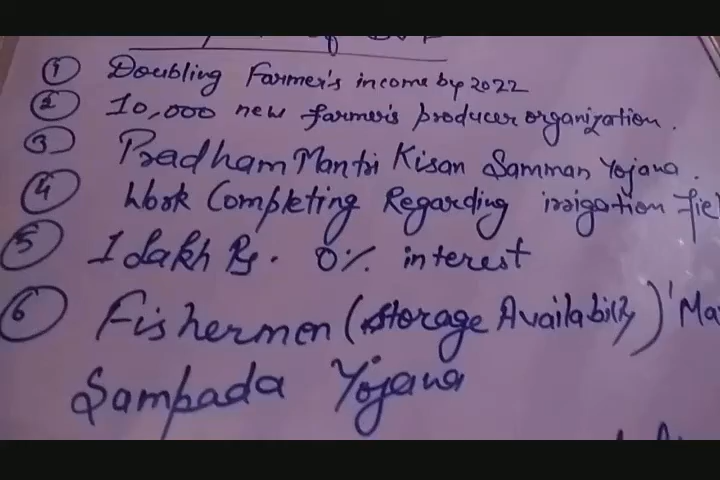 ① Doubling Farmer's income by 2022
② 10,000 new farmer's producer organization.
③ Pradham Mantri Kisan Samman Yojana.
④ Work Completing Regarding irrigation
⑤ 1 Lakh Rs. 0% interest
⑥ Fishermen (Storage Availability)
Sampada Yojana